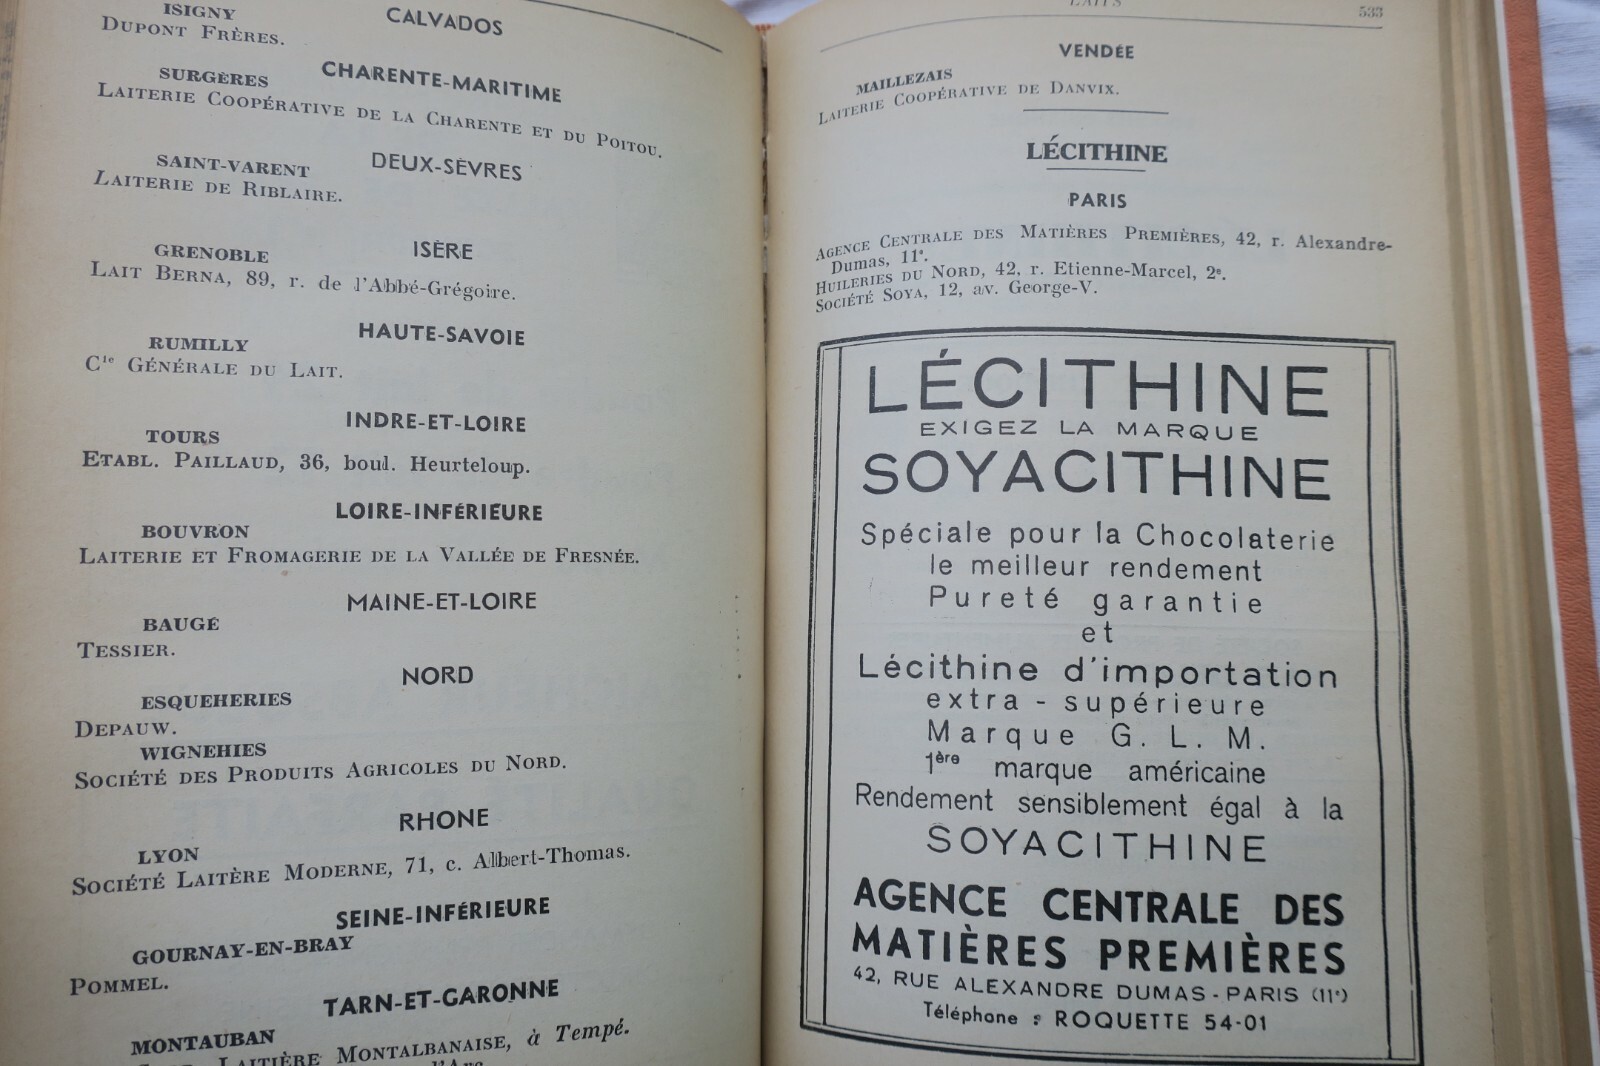 CALVADOS
ISIGNY
DUPONT FRÈRES.
CHARENTE-MARITIME
SURGÈRES
LAITERIE COOPÉRATIVE DE LA CHARENTE ET DU POITOU.
DEUX-SÈVRES
SAINT-VARENT
LAITERIE DE RIBLAIRE.
ISÈRE
GRENOBLE
LAIT BERNA, 89, r. de l'Abbé-Grégoire.
HAUTE-SAVOIE
RUMILLY
Cie GÉNÉRALE DU LAIT.
INDRE-ET-LOIRE
TOURS
ETABL. PAILLAUD, 36, boul. Heurteloup.
LOIRE-INFÉRIEURE
BOUVRON
LAITERIE ET FROMAGERIE DE LA VALLÉE DE FRESNÉE.
MAINE-ET-LOIRE
BAUGÉ
TESSIER.
NORD
ESQUEHERIES
DEPAUW.
WIGNEHIES
SOCIÉTÉ DES PRODUITS AGRICOLES DU NORD.
RHONE
LYON
SOCIÉTÉ LAITÈRE MODERNE, 71, c. Albert-Thomas.
SEINE-INFÉRIEURE
GOURNAY-EN-BRAY
POMMEL.
TARN-ET-GARONNE
MONTAUBAN
LAITIÈRE MONTALBANAISE, à Tempé.
LAITS 533
VENDÉE
MAILLEZAIS
LAITERIE COOPÉRATIVE DE DANVIX.
LÉCITHINE
PARIS
AGENCE CENTRALE DES MATIÈRES PREMIÈRES, 42, r. Alexandre-
Dumas, 11e.
HUILERIES DU NORD, 42, r. Etienne-Marcel, 2e.
SOCIÉTÉ SOYA, 12, av. George-V.
LÉCITHINE
EXIGEZ LA MARQUE
SOYACITHINE
Spéciale pour la Chocolaterie
le meilleur rendement
Pureté garantie
et
Lécithine d'importation
extra - supérieure
Marque G. L. M.
1ère marque américaine
Rendement sensiblement égal à la
SOYACITHINE
AGENCE CENTRALE DES
MATIÈRES PREMIÈRES
42, RUE ALEXANDRE DUMAS - PARIS (11e)
Téléphone : ROQUETTE 54-01